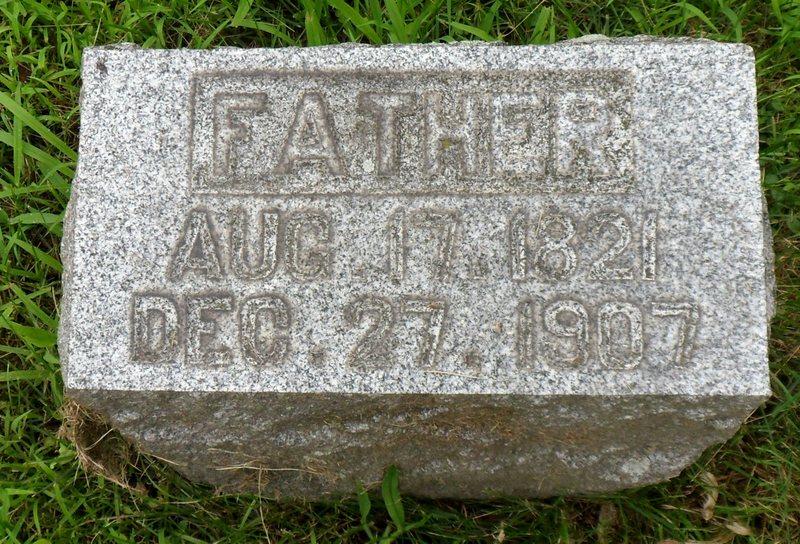 FATHER
AUG. 17. 1821
DEC. 27. 1907